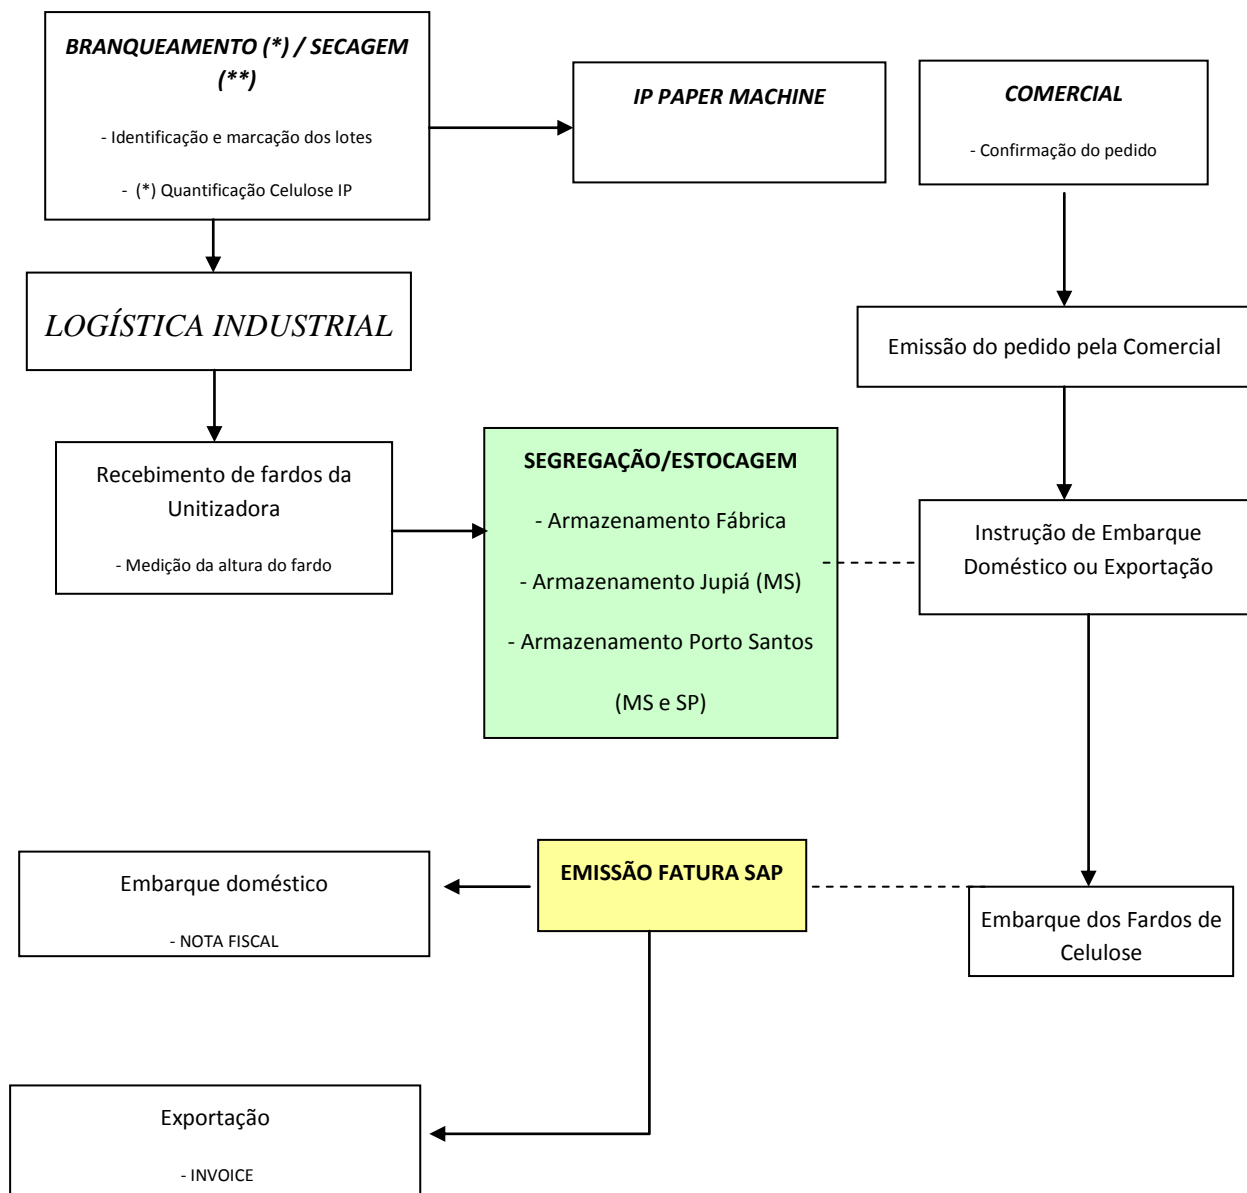 BRANQUEAMENTO (*) / SECAGEM
(**)
- Identificação e marcação dos lotes
- (*) Quantificação Celulose IP
IP PAPER MACHINE
COMERCIAL
- Confirmação do pedido
LOGÍSTICA INDUSTRIAL
Emissão do pedido pela Comercial
Recebimento de fardos da
Unitizadora
- Medição da altura do fardo
SEGREGAÇÃO/ESTOCAGEM
- Armazenamento Fábrica
- Armazenamento Jupiá (MS)
- Armazenamento Porto Santos
(MS e SP)
Instrução de Embarque
Doméstico ou Exportação
Embarque doméstico
- NOTA FISCAL
EMISSÃO FATURA SAP
Embarque dos Fardos de
Celulose
Exportação
- INVOICE